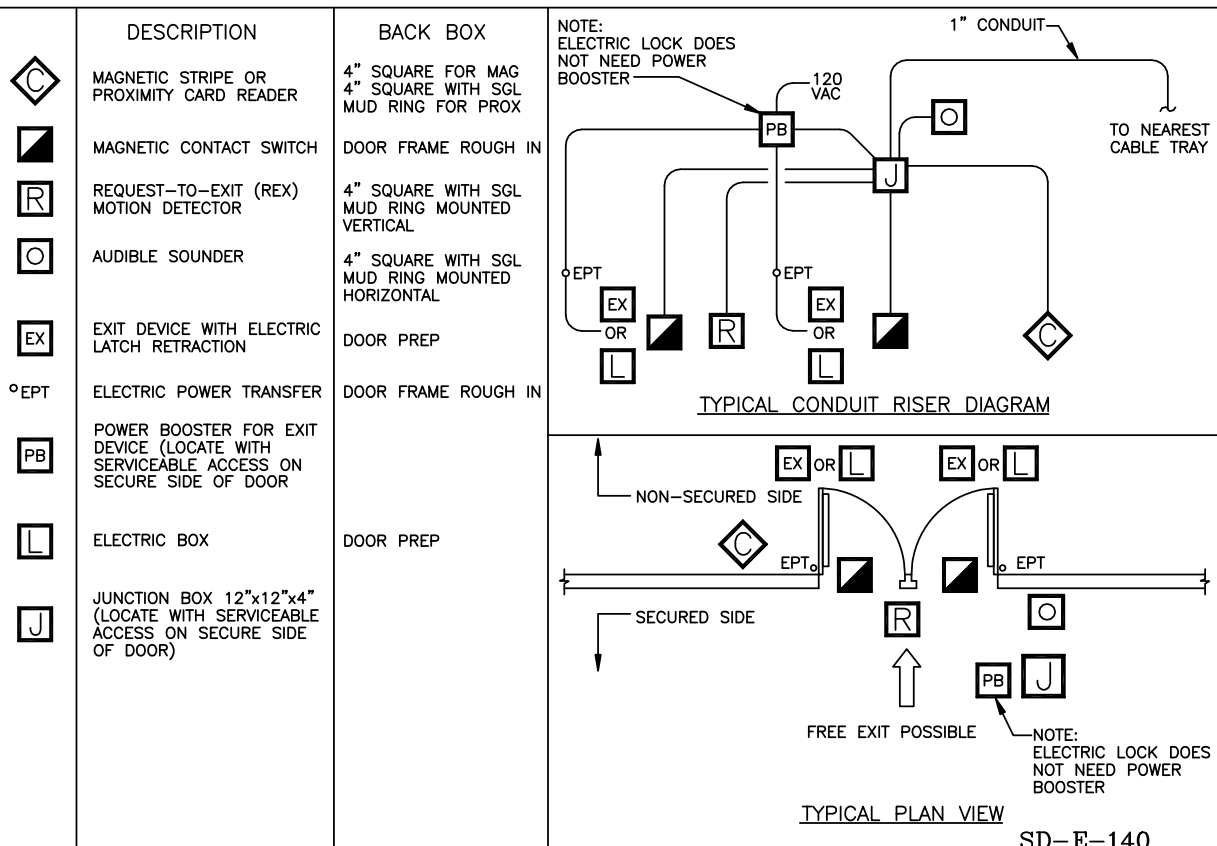 DESCRIPTION
BACK BOX
C
MAGNETIC STRIPE OR
PROXIMITY CARD READER
4" SQUARE FOR MAG
4" SQUARE WITH SGL
MUD RING FOR PROX
MAGNETIC CONTACT SWITCH
DOOR FRAME ROUGH IN
R
REQUEST-TO-EXIT (REX)
MOTION DETECTOR
4" SQUARE WITH SGL
MUD RING MOUNTED
VERTICAL
O
AUDIBLE SOUNDER
4" SQUARE WITH SGL
MUD RING MOUNTED
HORIZONTAL
EX
EXIT DEVICE WITH ELECTRIC
LATCH RETRACTION
DOOR PREP
EPT
ELECTRIC POWER TRANSFER
DOOR FRAME ROUGH IN
PB
POWER BOOSTER FOR EXIT
DEVICE (LOCATE WITH
SERVICEABLE ACCESS ON
SECURE SIDE OF DOOR
L
ELECTRIC BOX
DOOR PREP
J
JUNCTION BOX 12"x12"x4"
(LOCATE WITH SERVICEABLE
ACCESS ON SECURE SIDE
OF DOOR)
NOTE:
ELECTRIC LOCK DOES
NOT NEED POWER
BOOSTER
1" CONDUIT
120
VAC
PB
O
TO NEAREST
CABLE TRAY
J
EPT
EPT
EX
OR
L
R
EX
OR
L
C
TYPICAL CONDUIT RISER DIAGRAM
EX OR L
EX OR L
NON-SECURED SIDE
C
EPT
EPT
SECURED SIDE
R
O
PB
J
FREE EXIT POSSIBLE
NOTE:
ELECTRIC LOCK DOES
NOT NEED POWER
BOOSTER
TYPICAL PLAN VIEW
SD-E-140